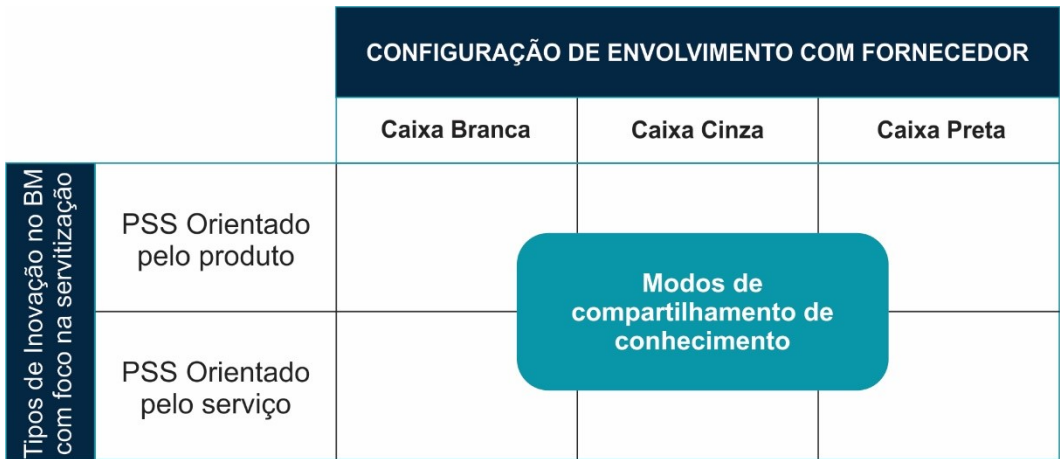 CONFIGURAÇÃO DE ENVOLVIMENTO COM FORNECEDOR
Caixa Branca
Caixa Cinza
Caixa Preta
Tipos de Inovação no BM
com foco na servitização
PSS Orientado
pelo produto
Modos de
compartilhamento de
conhecimento
PSS Orientado
pelo serviço